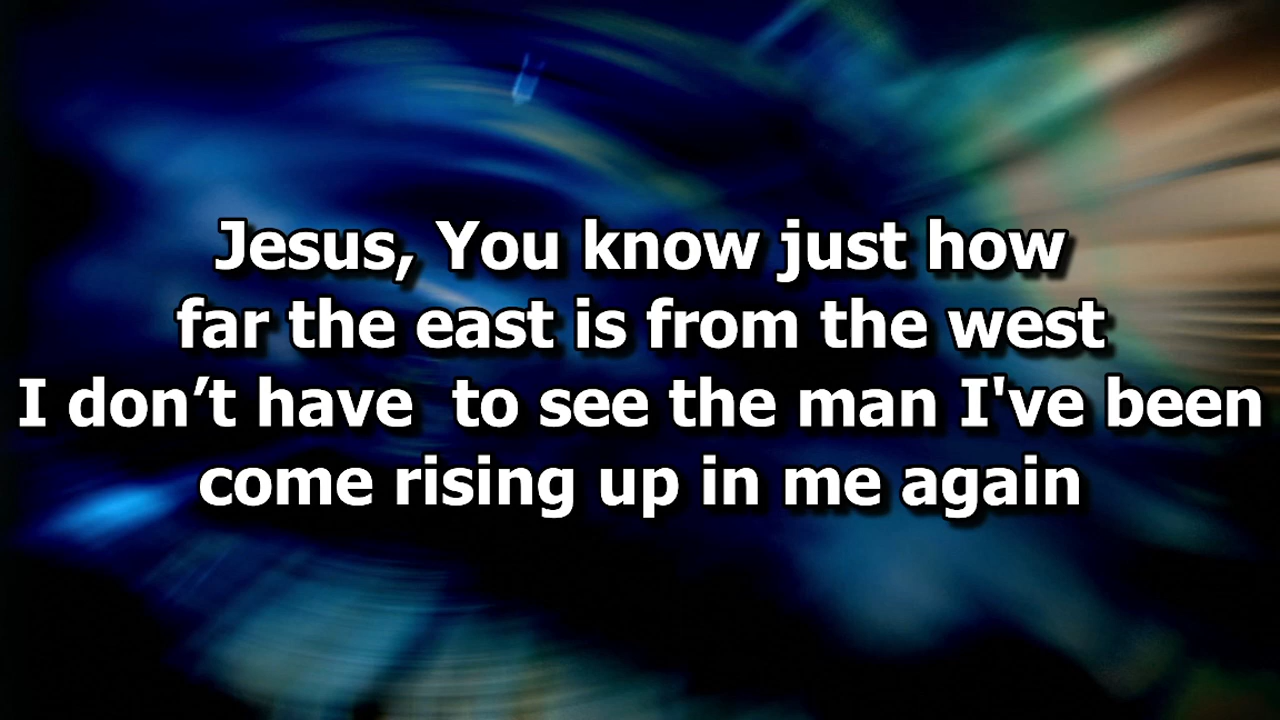 Jesus, You know just how
far the east is from the west
I don’t have  to see the man I've been
come rising up in me again